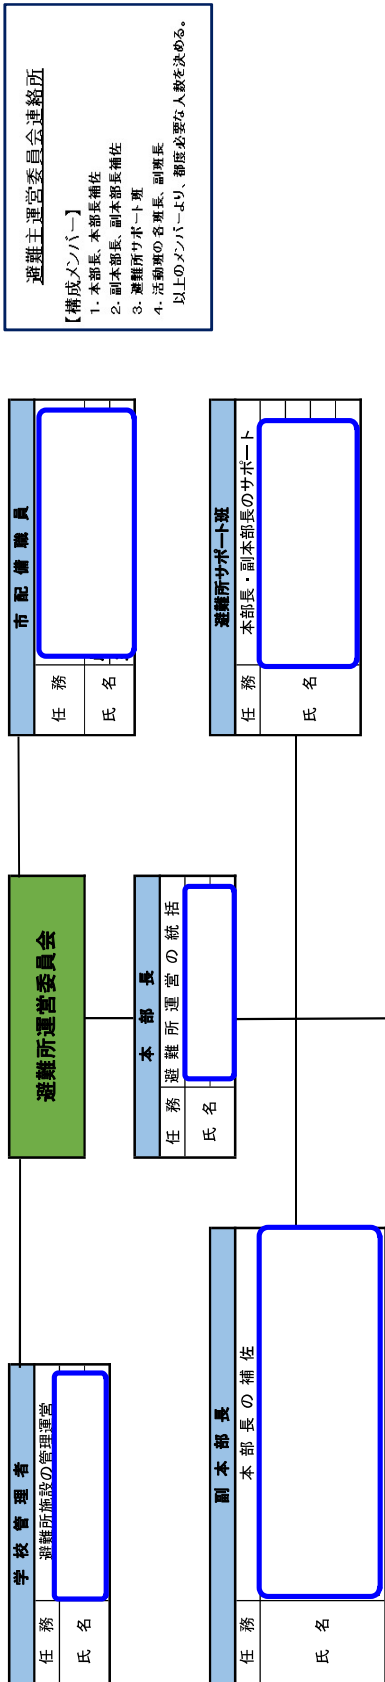 避難主運営委員会連絡所
【構成メンバー】
1. 本部長、本部長補佐
2. 副本部長、副本部長補佐
3. 避難所サポート班
4. 活動班の各班長、副班長
以上のメンバーより、都度必要な人数を決める。
学校管理者
任務 避難所施設の管理運営
氏名
避難所運営委員会
市配備職員
任務
氏名
本部長
任務 避難所運営の統括
氏名
副本部長
任務 本部長の補佐
氏名
避難所サポート班
任務 本部長・副本部長のサポート
氏名